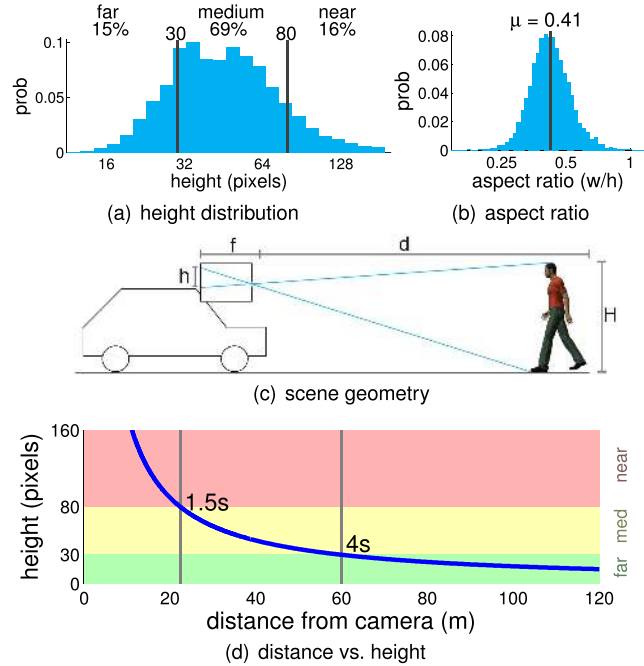 far medium near
15% 69% 16%
30 80
prob
0.1
0.05
0
16 32 64 128
height (pixels)
(a) height distribution
μ = 0.41
prob
0.08
0.06
0.04
0.02
0
0.25 0.5 1
aspect ratio (w/h)
(b) aspect ratio
f d
h
H
(c) scene geometry
height (pixels)
160
80
30
0
1.5s
4s
near
med
far
0 20 40 60 80 100 120
distance from camera (m)
(d) distance vs. height